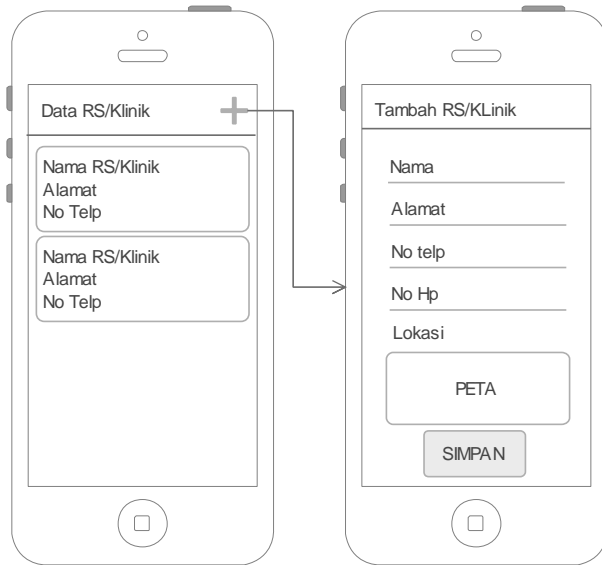 Data RS/Klinik
Nama RS/Klinik
Alamat
No Telp
Nama RS/Klinik
Alamat
No Telp
Tambah RS/KLinik
Nama
Alamat
No telp
No Hp
Lokasi
PETA
SIMPAN